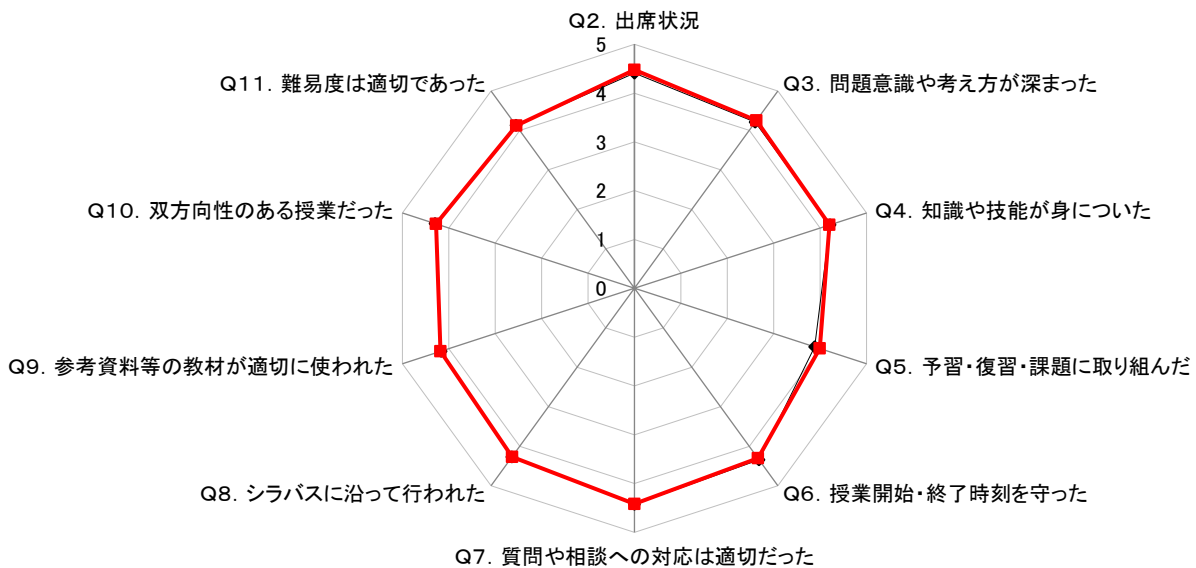 Q2. 出席状況
Q3. 問題意識や考え方が深まった
Q4. 知識や技能が身についた
Q5. 予習・復習・課題に取り組んだ
Q6. 授業開始・終了時刻を守った
Q7. 質問や相談への対応は適切だった
Q8. シラバスに沿って行われた
Q9. 参考資料等の教材が適切に使われた
Q10. 双方向性のある授業だった
Q11. 難易度は適切であった
5
4
3
2
1
0